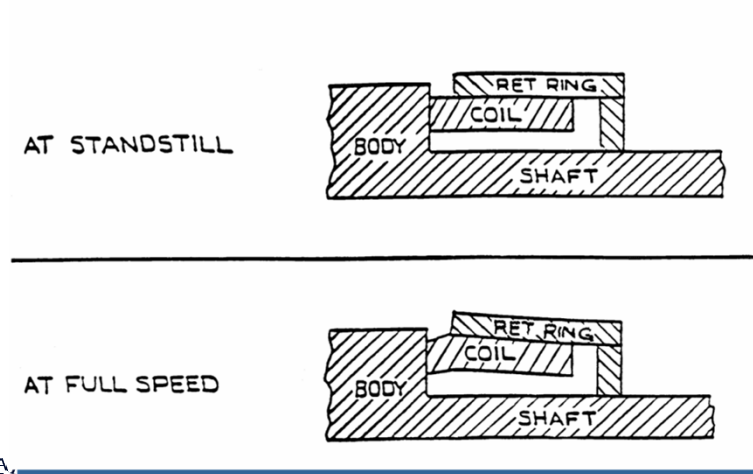 RET RING
COIL
AT STANDSTILL
BODY
SHAFT
RET RING
COIL
AT FULL SPEED
BODY
SHAFT
A